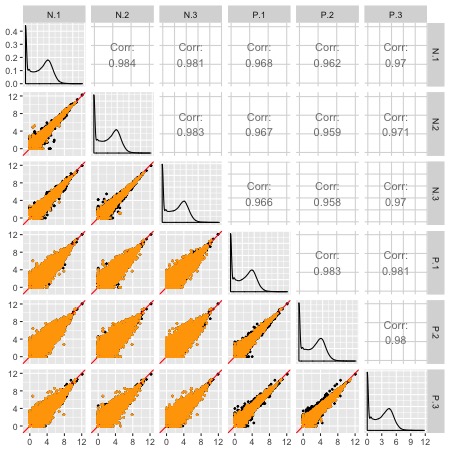 N.1 N.2 N.3 P.1 P.2 P.3
0.4
0.3
0.2
0.1
0.0
Corr: Corr: Corr: Corr: Corr:
0.984 0.981 0.968 0.962 0.97
N.1
12
8
4
0
Corr: Corr: Corr: Corr:
0.983 0.967 0.959 0.971
N.2
12
8
4
0
Corr: Corr: Corr:
0.966 0.958 0.97
N.3
12
8
4
0
Corr: Corr:
0.983 0.981
P.1
12
8
4
0
Corr:
0.98
P.2
12
8
4
0
P.3
0 4 8 12 0 4 8 12 0 4 8 12 0 4 8 12 0 4 8 12 0 4 8 12